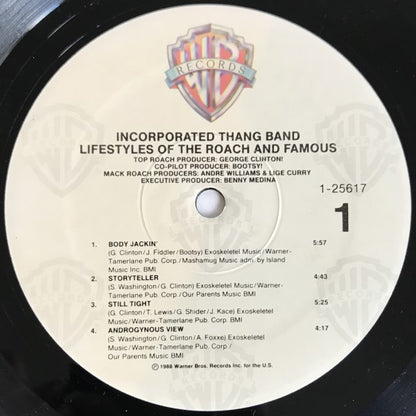 RECORDS
INCORPORATED THANG BAND
LIFESTYLES OF THE ROACH AND FAMOUS
TOP ROACH PRODUCER: GEORGE CLINTON!
CO-PILOT PRODUCER: BOOTSY!
MACK ROACH PRODUCERS: ANDRE WILLIAMS & LIGE CURRY
EXECUTIVE PRODUCER: BENNY MEDINA
1-25617
1
1. BODY JACKIN' 5:57
(G. Clinton/J. Fiddler/Bootsy) Exoskeletel Music/Warner-
Tamerlane Pub. Corp./Mashamug Music adm. by Island
Music Inc. BMI
2. STORYTELLER 4:43
(S. Washington/G. Clinton) Exoskeletel Music/Warner-
Tamerlane Pub. Corp./Our Parents Music BMI
3. STILL TIGHT 5:25
(G. Clinton/T. Lewis/G. Shider/J. Kace) Exoskeletel
Music/Warner-Tamerlane Pub. Corp. BMI
4. ANDROGYNOUS VIEW 4:17
(S. Washington/G. Clinton/A. Foxxe) Exoskeletel
Music/Warner-Tamerlane Pub. Corp./
Our Parents Music BMI
℗1988 Warner Bros. Records Inc. for the U.S.